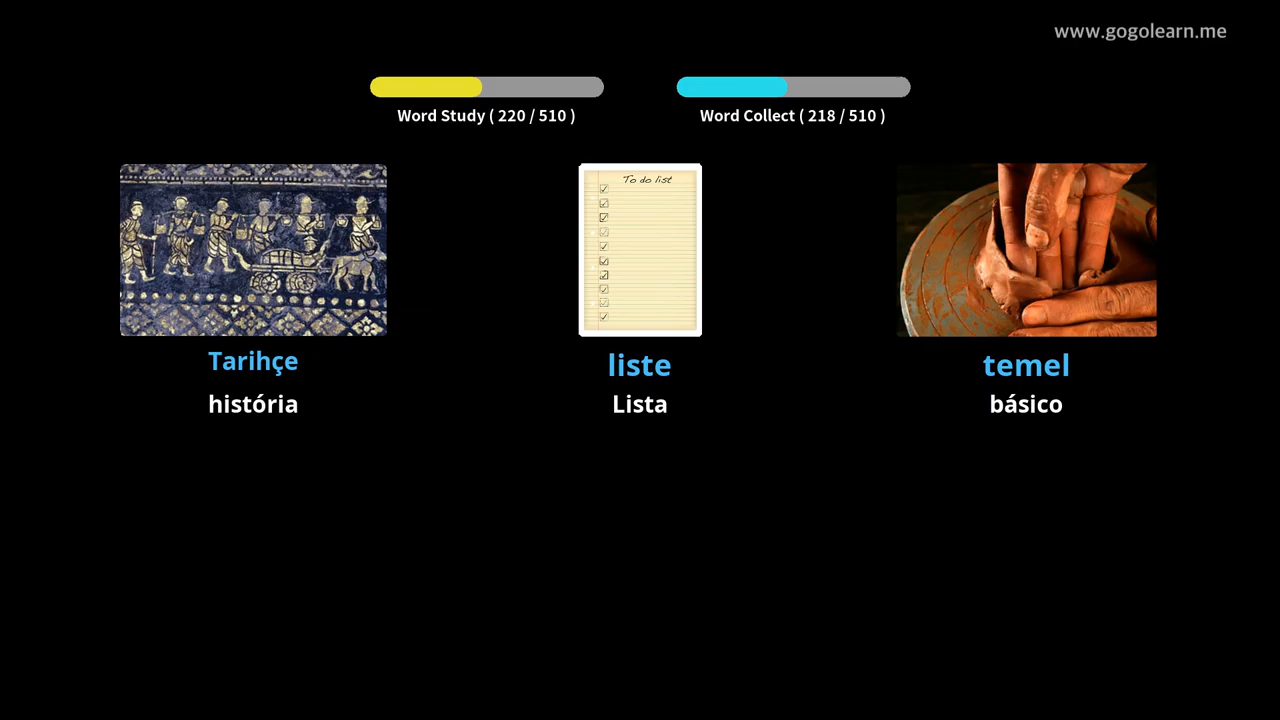 www.gogolearn.me
Word Study ( 220 / 510 )
Word Collect ( 218 / 510 )
To do list
Tarihçe
liste
temel
história
Lista
básico